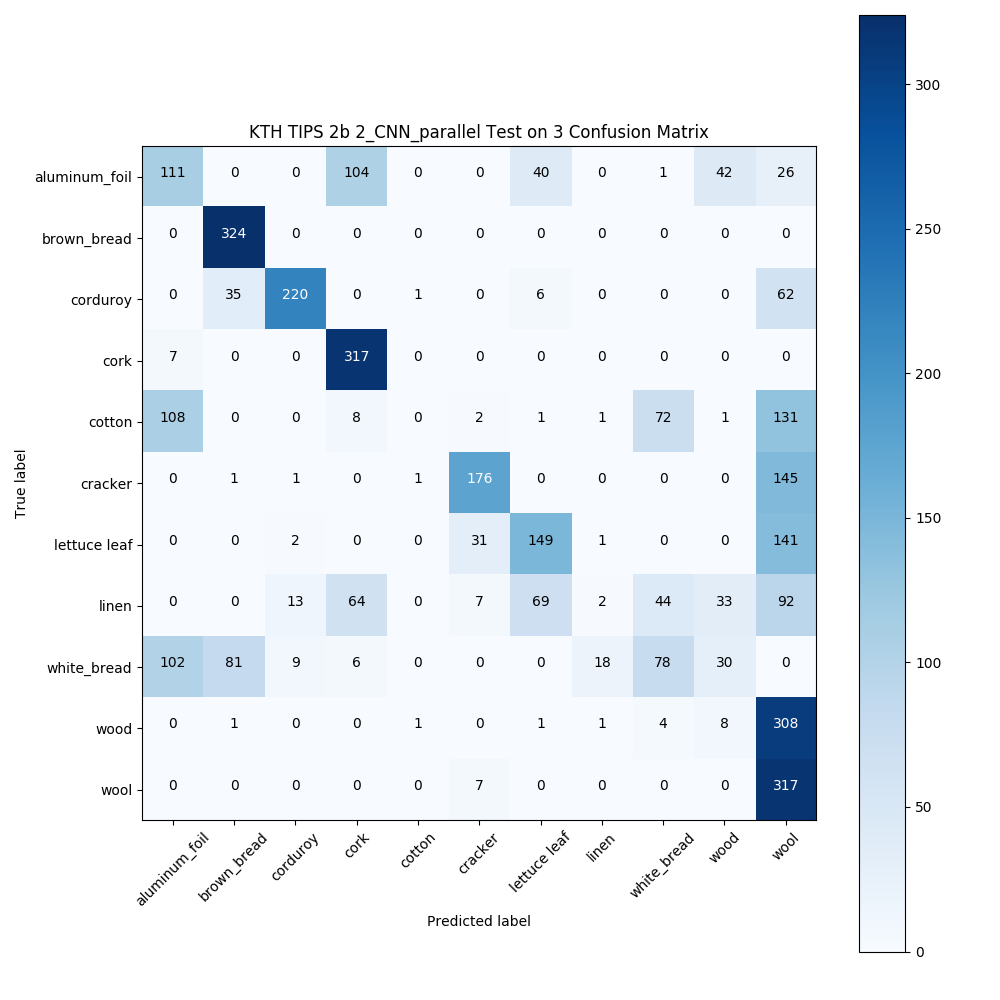 KTH TIPS 2b 2_CNN_parallel Test on 3 Confusion Matrix
aluminum_foil 111 0 0 104 0 0 40 0 1 42 26
brown_bread 0 324 0 0 0 0 0 0 0 0 0
corduroy 0 35 220 0 1 0 6 0 0 0 62
cork 7 0 0 317 0 0 0 0 0 0 0
cotton 108 0 0 8 0 2 1 1 72 1 131
cracker 0 1 1 0 1 176 0 0 0 0 145
lettuce leaf 0 0 2 0 0 31 149 1 0 0 141
linen 0 0 13 64 0 7 69 2 44 33 92
white_bread 102 81 9 6 0 0 0 18 78 30 0
wood 0 1 0 0 1 0 1 1 4 8 308
wool 0 0 0 0 0 7 0 0 0 0 317
True label
aluminum_foil brown_bread corduroy cork cotton cracker lettuce leaf linen white_bread wood wool
Predicted label
300
250
200
150
100
50
0